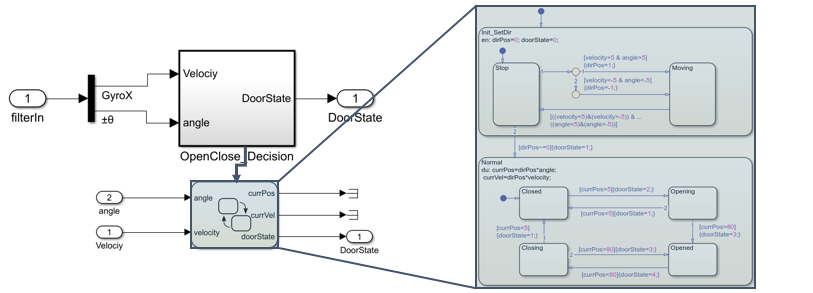 1
filterIn
GyroX
±θ
Velociy
angle
DoorState
OpenClose_Decision
1
DoorState
2
angle
1
Velociy
angle
velocity
currPos
currVel
doorState
1
DoorState
Init_SetDir
en: dirPos=0; doorState=0;
Stop
Moving
1
[velocity>5 & angle>5]
{dirPos=1;}
1
2
[velocity<-5 & angle<-5]
{dirPos=-1;}
[((velocity<5)&(velocity>-5)) & ...
((angle<5)&(angle>-5))]
2
[dirPos~=0]{doorState=1;}
Normal
du: currPos=dirPos*angle;
currVel=dirPos*velocity;
Closed
Opening
[currPos>5]{doorState=2;}
2
[currPos<5]{doorState=1;}
[currPos<5]
{doorState=1;}
1
1
[currPos>80]
{doorState=3;}
Closing
Opened
2
[currPos>80]{doorState=3;}
[currPos<80]{doorState=4;}